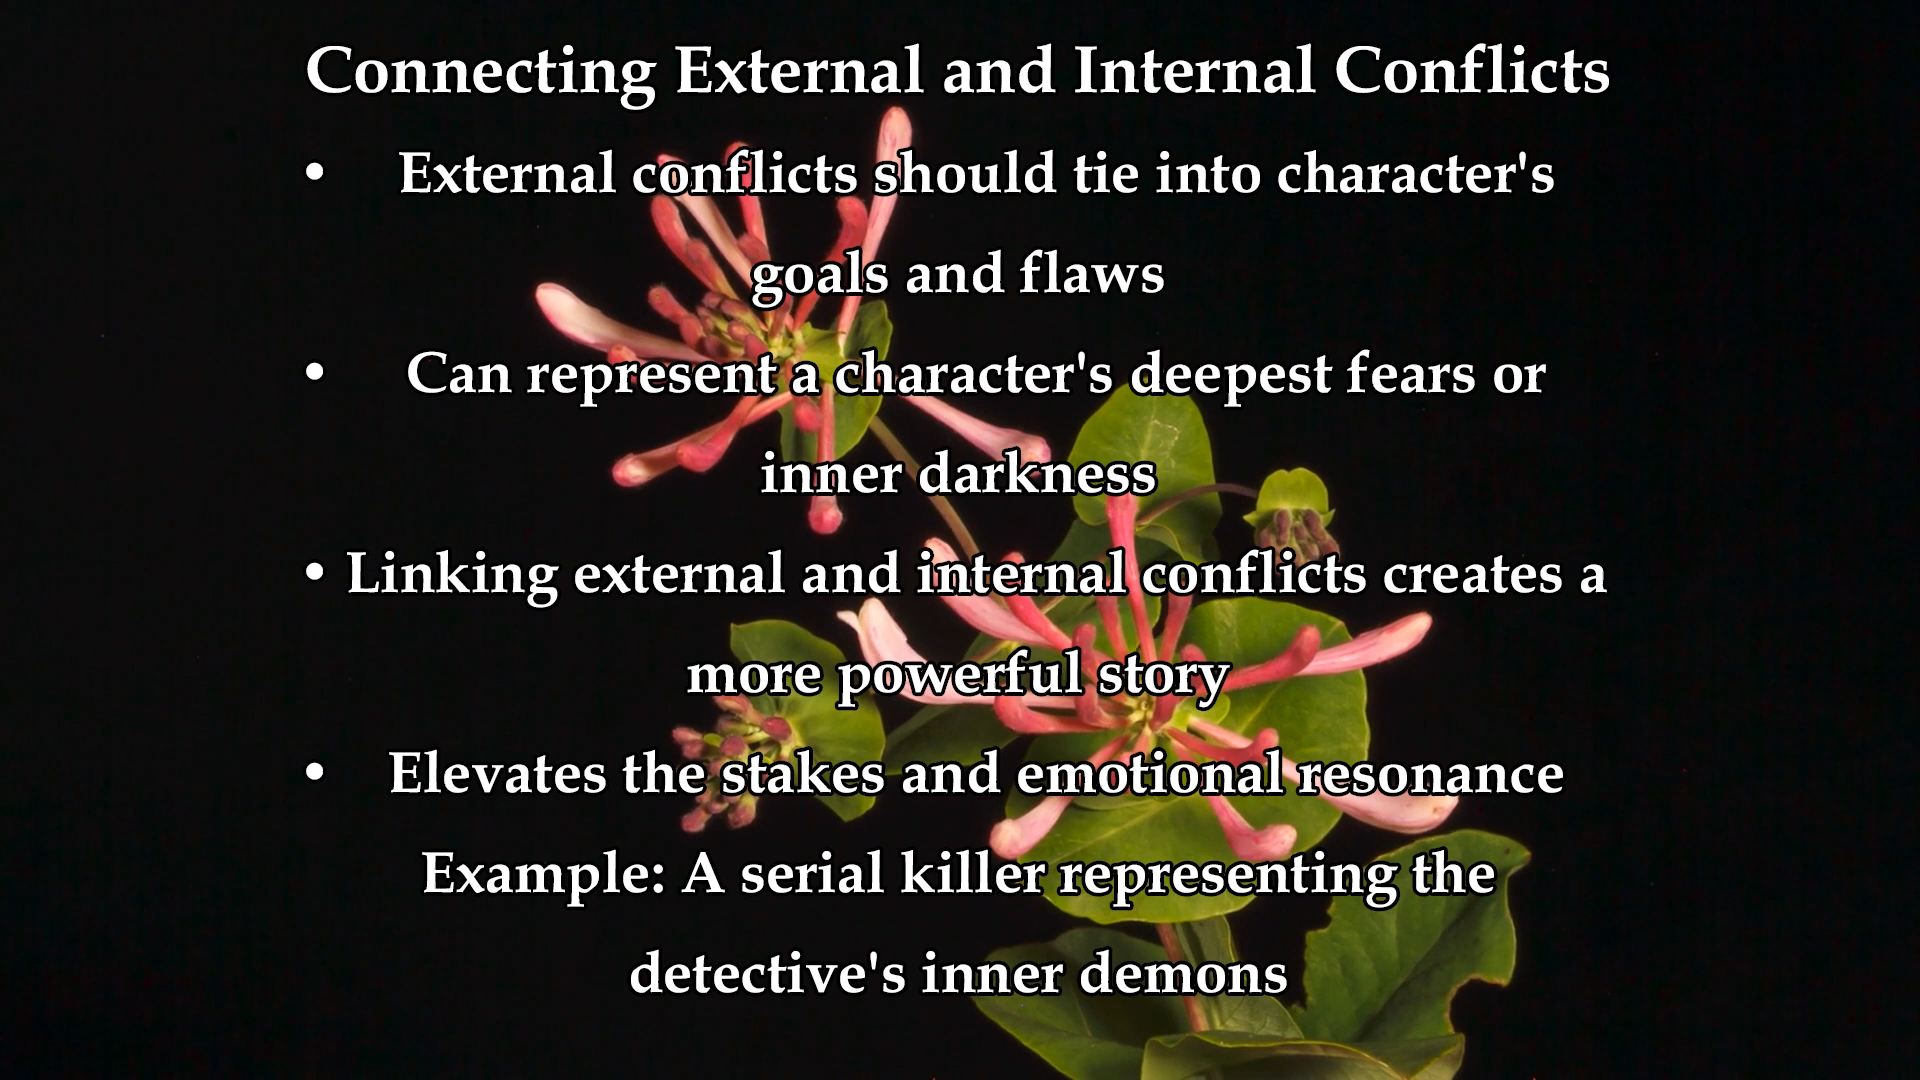 Connecting External and Internal Conflicts
• External conflicts should tie into character's
goals and flaws
• Can represent a character's deepest fears or
inner darkness
• Linking external and internal conflicts creates a
more powerful story
• Elevates the stakes and emotional resonance
Example: A serial killer representing the
detective's inner demons